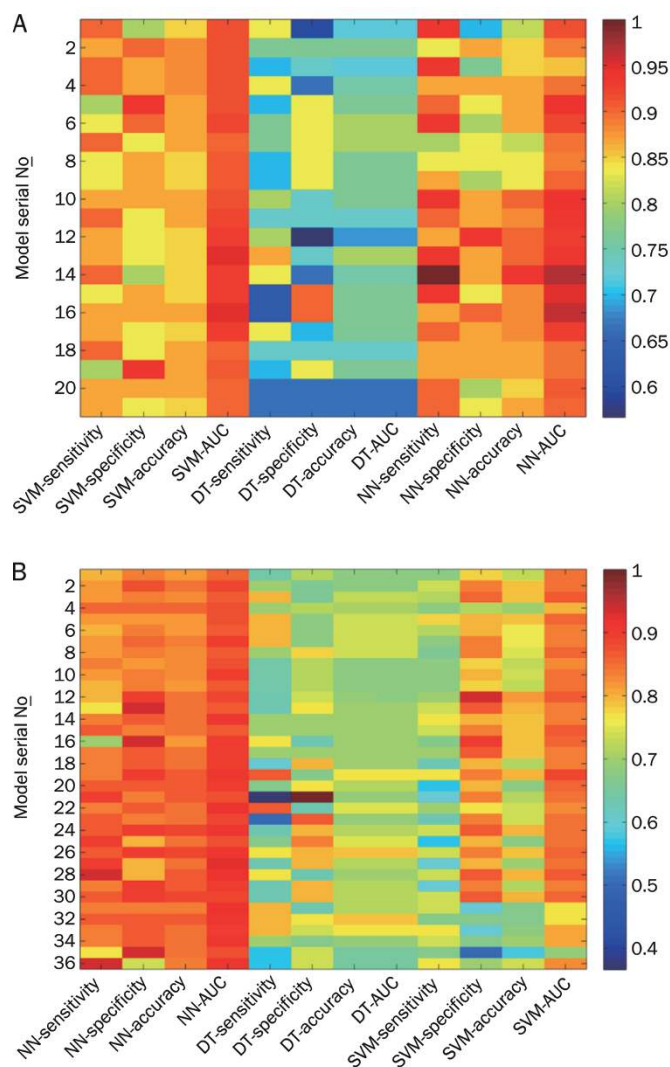 A
Model serial No
2
4
6
8
10
12
14
16
18
20
1
0.95
0.9
0.85
0.8
0.75
0.7
0.65
0.6
SVM-sensitivity
SVM-specificity
SVM-accuracy
SVM-AUC
DT-sensitivity
DT-specificity
DT-accuracy
DT-AUC
NN-sensitivity
NN-specificity
NN-accuracy
NN-AUC
B
Model serial No
2
4
6
8
10
12
14
16
18
20
22
24
26
28
30
32
34
36
1
0.9
0.8
0.7
0.6
0.5
0.4
NN-sensitivity
NN-specificity
NN-accuracy
NN-AUC
DT-sensitivity
DT-specificity
DT-accuracy
DT-AUC
SVM-sensitivity
SVM-specificity
SVM-accuracy
SVM-AUC